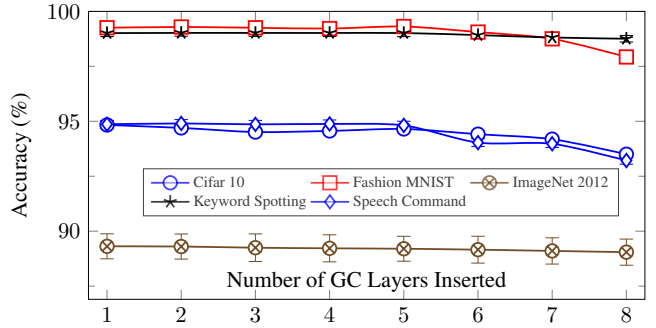 100
95
90
Accuracy (%)
Cifar 10 Fashion MNIST ImageNet 2012
Keyword Spotting Speech Command
Number of GC Layers Inserted
1 2 3 4 5 6 7 8